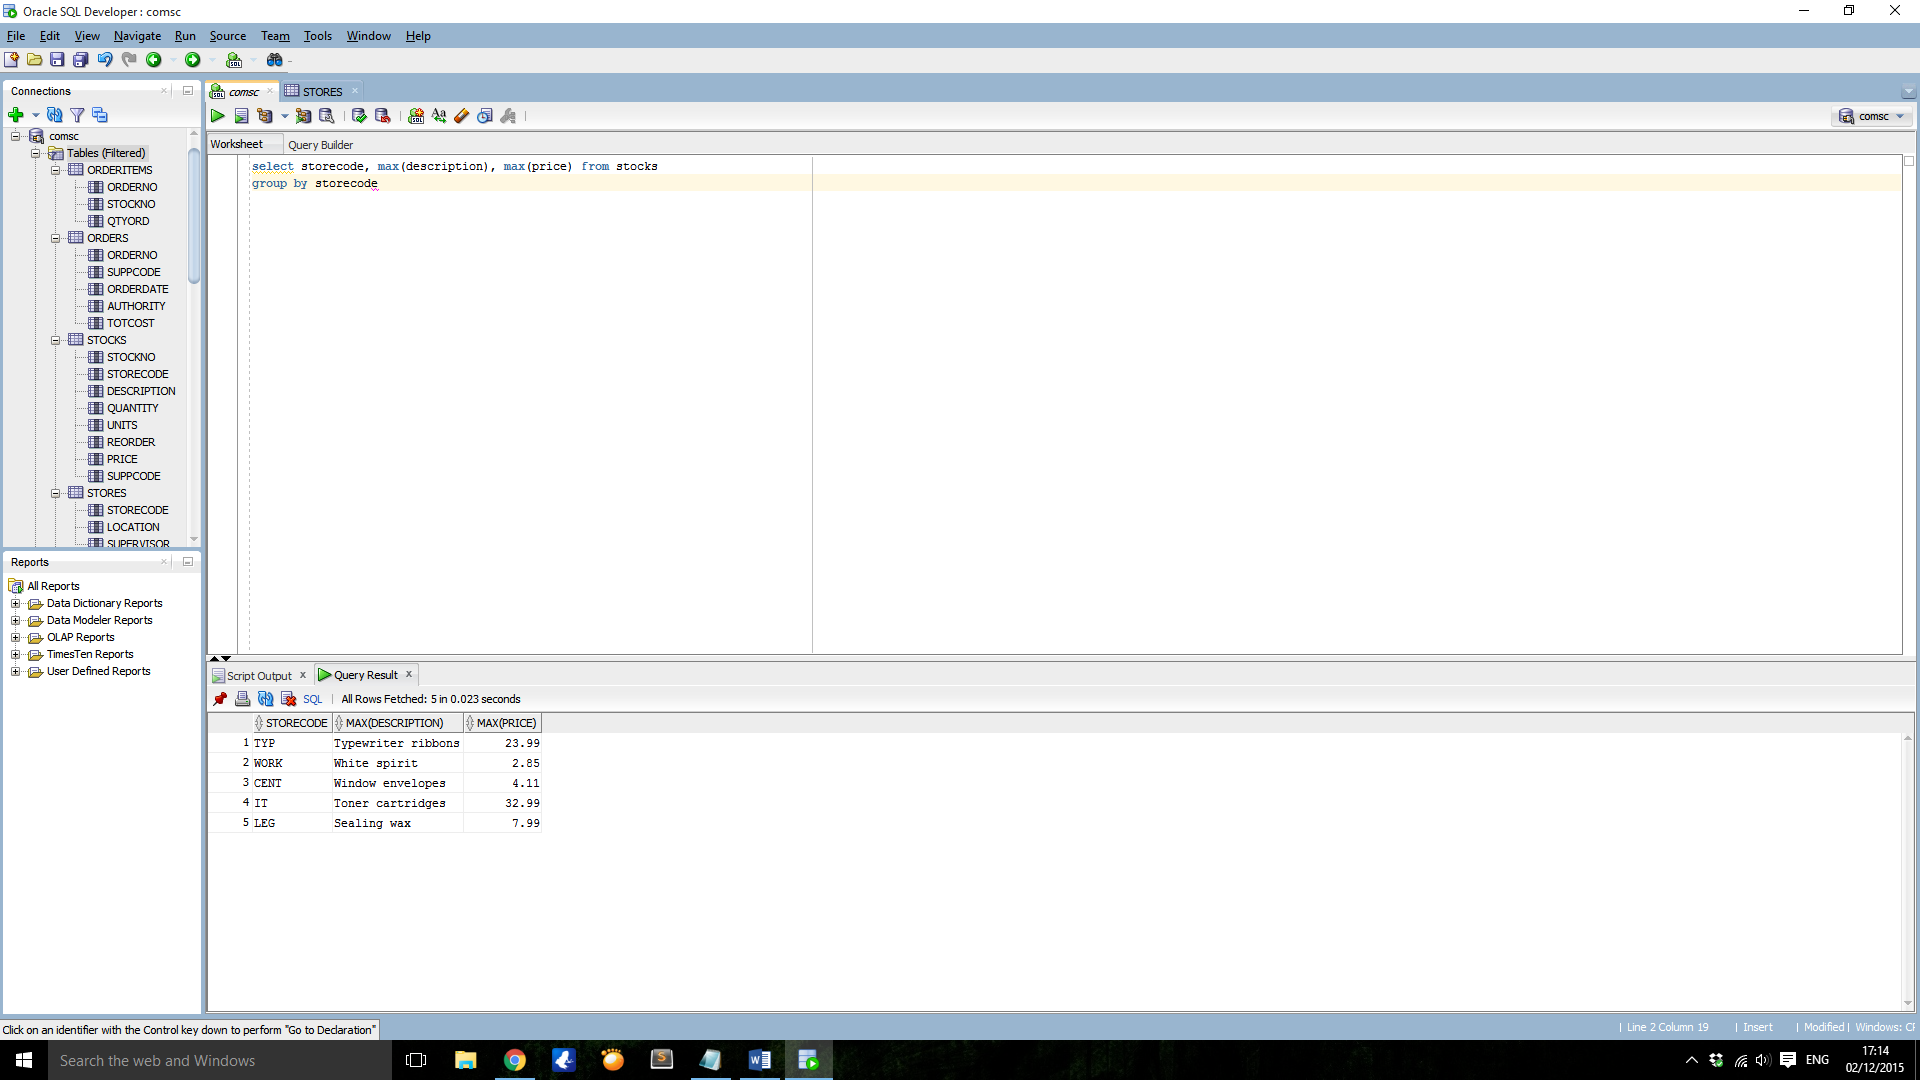 Oracle SQL Developer : comsc
File Edit View Navigate Run Source Team Tools Window Help
Connections
comsc
Tables (Filtered)
ORDERITEMS
ORDERNO
STOCKNO
QTYORD
ORDERS
ORDERNO
SUPPCODE
ORDERDATE
AUTHORITY
TOTCOST
STOCKS
STOCKNO
STORECODE
DESCRIPTION
QUANTITY
UNITS
REORDER
PRICE
SUPPCODE
STORES
STORECODE
LOCATION
SUPERVISOR
Reports
All Reports
Data Dictionary Reports
Data Modeler Reports
OLAP Reports
TimesTen Reports
User Defined Reports
comsc STORES
comsc
Worksheet Query Builder
select storecode, max(description), max(price) from stocks
group by storecode
Script Output x Query Result x
SQL | All Rows Fetched: 5 in 0.023 seconds
STORECODE MAX(DESCRIPTION) MAX(PRICE)
1 TYP Typewriter ribbons 23.99
2 WORK White spirit 2.85
3 CENT Window envelopes 4.11
4 IT Toner cartridges 32.99
5 LEG Sealing wax 7.99
Click on an identifier with the Control key down to perform "Go to Declaration"
| Line 2 Column 19 | Insert | Modified | Windows: CF
Search the web and Windows
ENG
17:14
02/12/2015